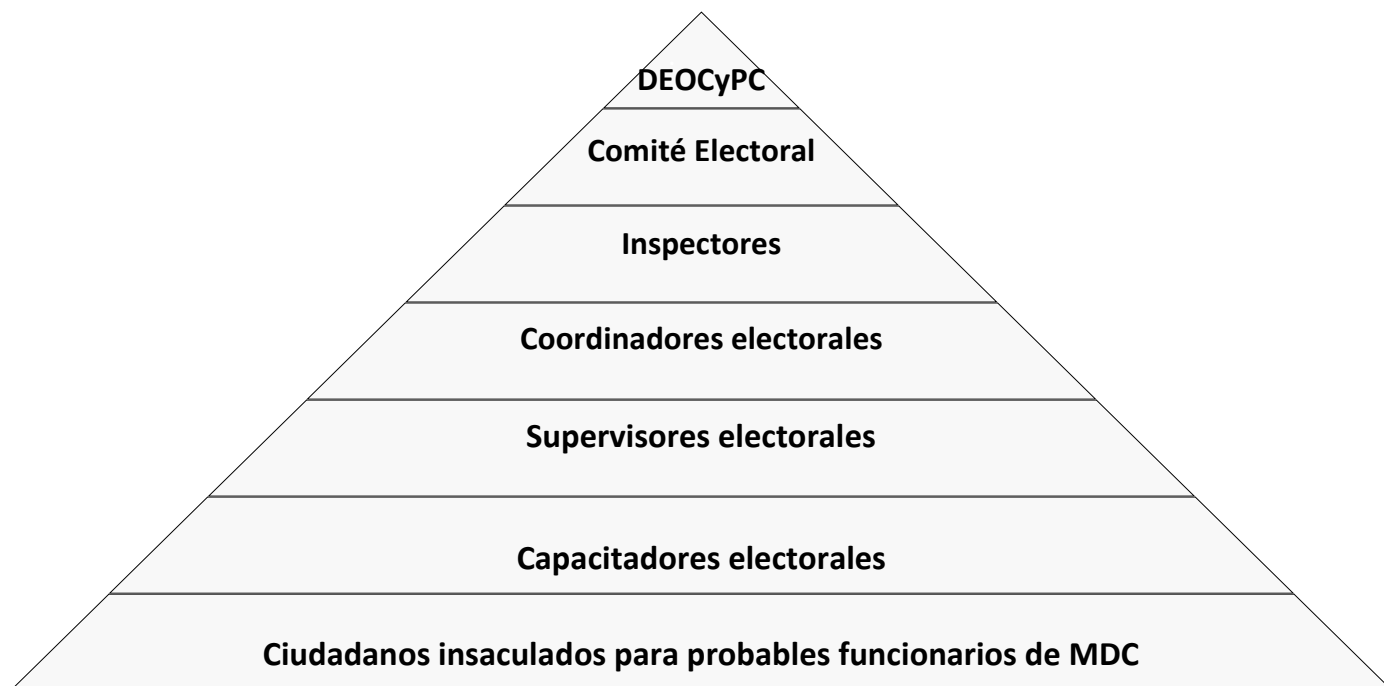 DEOCyPC
Comité Electoral
Inspectores
Coordinadores electorales
Supervisores electorales
Capacitadores electorales
Ciudadanos insaculados para probables funcionarios de MDC